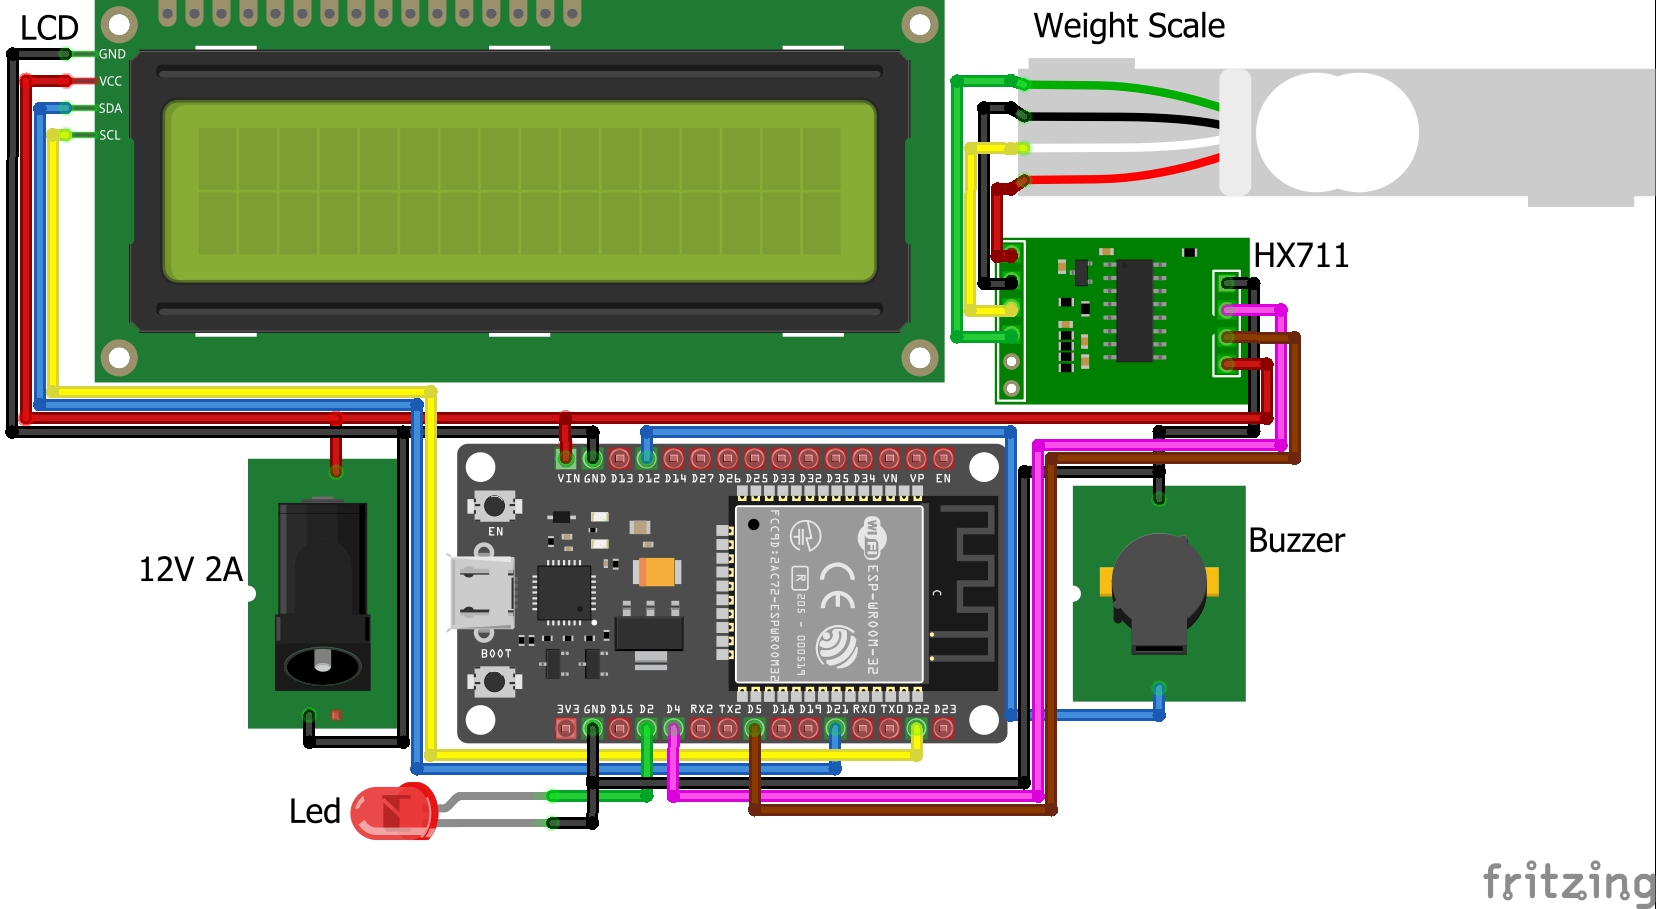 LCD
GND
VCC
SDA
SCL
Weight Scale
HX711
VIN GND D13 D12 D14 D27 D26 D25 D33 D32 D35 D34 VN VP EN
EN
12V 2A
Buzzer
FCC ID:2AC7Z-ESPWROOM32
R 205 - 000519
WiFi
CE
ESP-WROOM-32
C
BOOT
3V3 GND D15 D2 D4 RX2 TX2 D5 D18 D19 D21 RX0 TX0 D22 D23
Led
fritzing